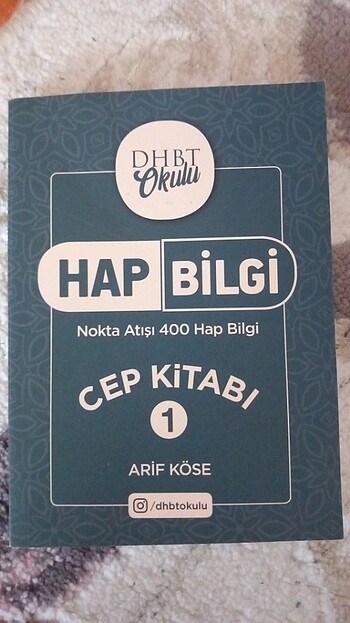 DHBT
Okulu
HAP BİLGİ
Nokta Atışı 400 Hap Bilgi
CEP KİTABI
1
ARİF KÖSE
/dhbtokulu